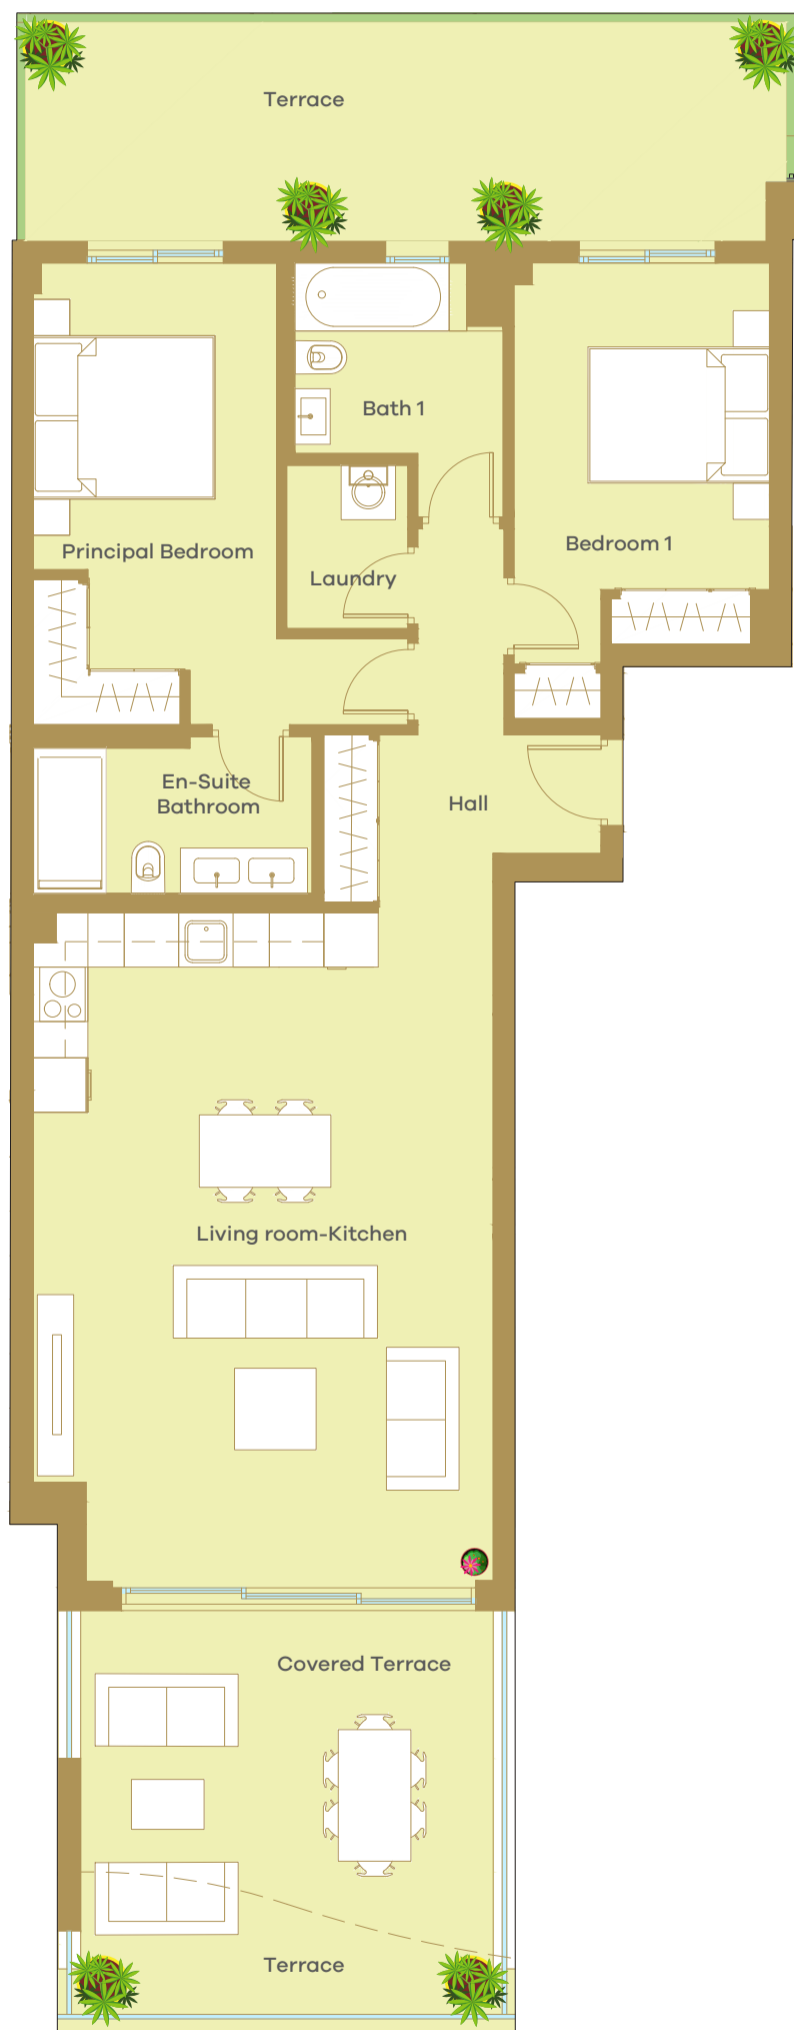 Terrace
Bath 1
Principal Bedroom
Bedroom 1
Laundry
En-Suite
Bathroom
Hall
Living room-Kitchen
Covered Terrace
Terrace